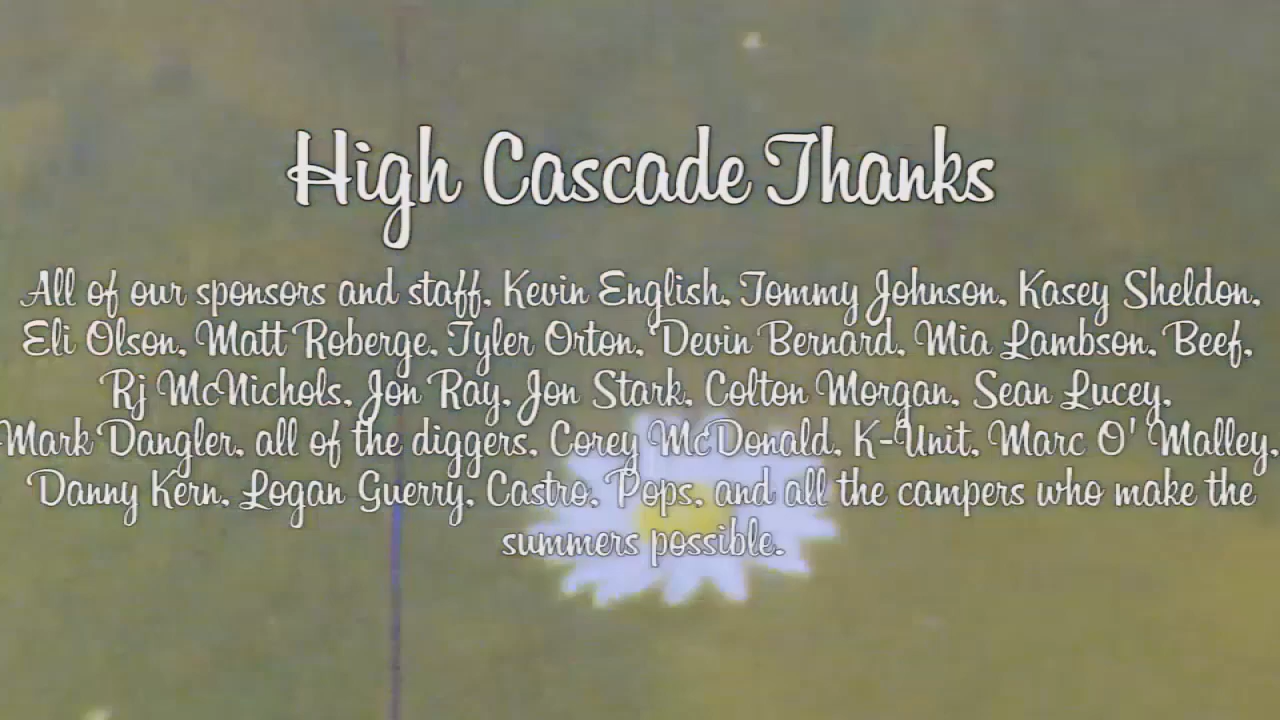 High Cascade Thanks
All of our sponsors and staff, Kevin English, Tommy Johnson, Kasey Sheldon,
Eli Olson, Matt Roberge, Tyler Orton, Devin Bernard, Mia Lambson, Beef,
Rj McNichols, Jon Ray, Jon Stark, Colton Morgan, Sean Lucey,
Mark Dangler, all of the diggers, Corey McDonald, K-Unit, Marc O' Malley,
Danny Kern, Logan Guerry, Castro, Pops, and all the campers who make the
summers possible.